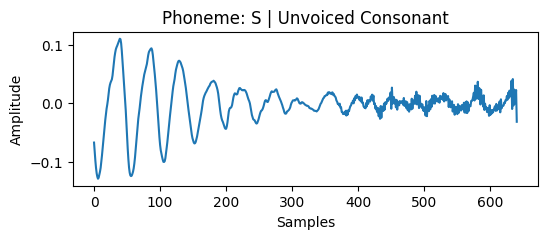 Phoneme: S | Unvoiced Consonant
Amplitude
0.1
0.0
−0.1
0 100 200 300 400 500 600
Samples